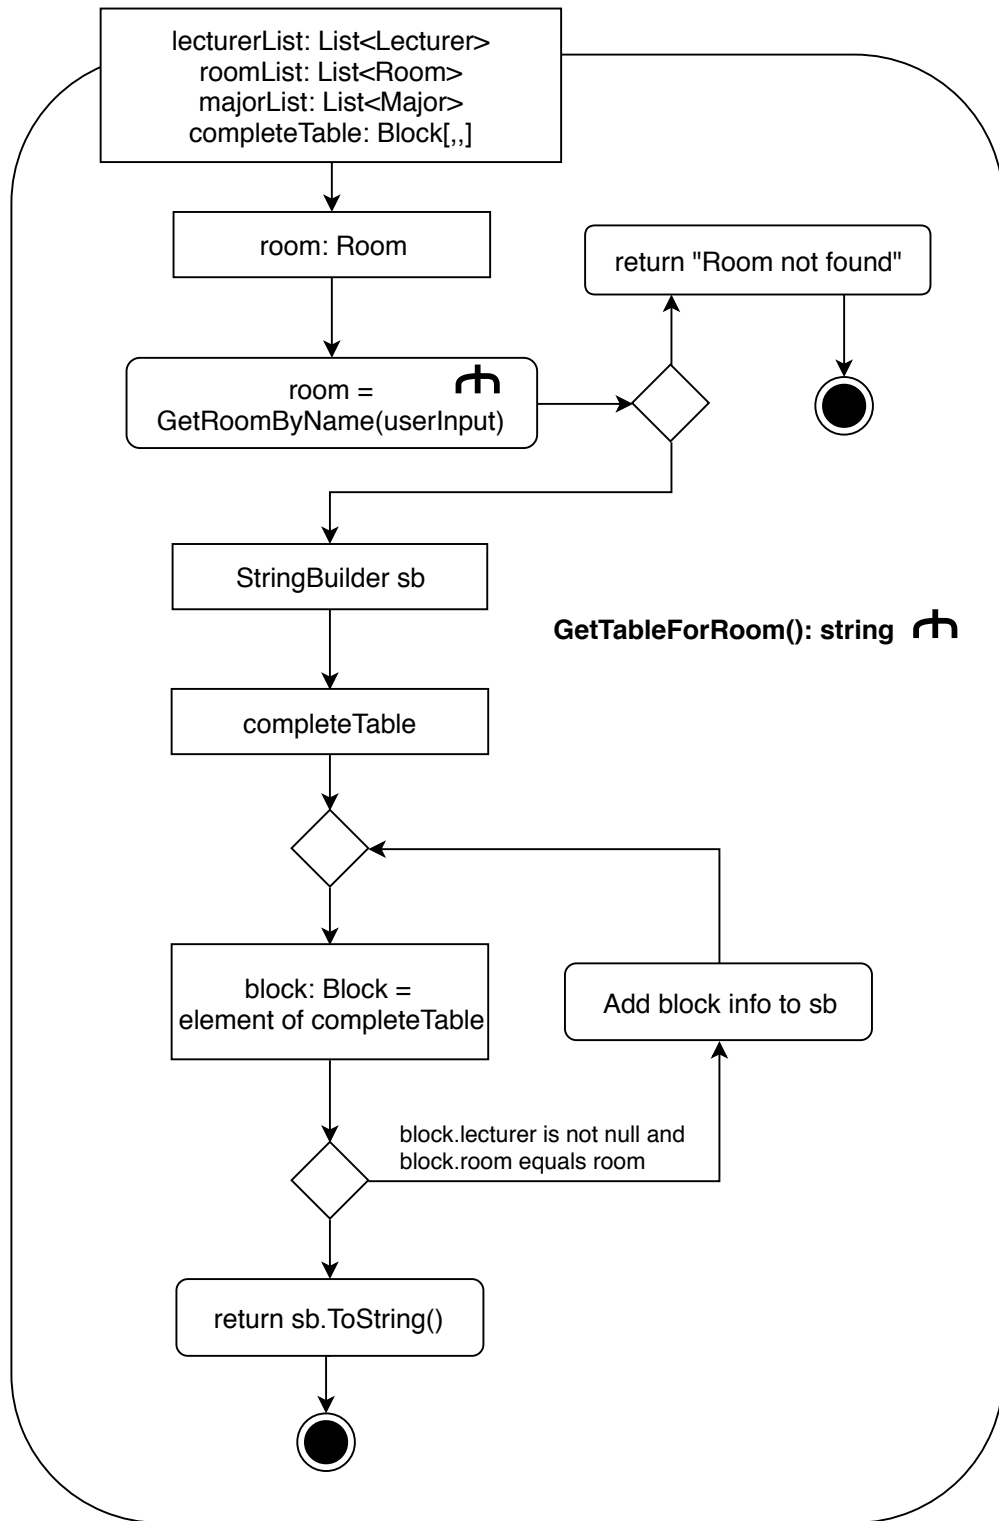 lecturerList: List<Lecturer>
roomList: List<Room>
majorList: List<Major>
completeTable: Block[,,]
room: Room
return "Room not found"
room =
GetRoomByName(userInput)
StringBuilder sb
GetTableForRoom(): string
completeTable
block: Block =
element of completeTable
Add block info to sb
block.lecturer is not null and
block.room equals room
return sb.ToString()